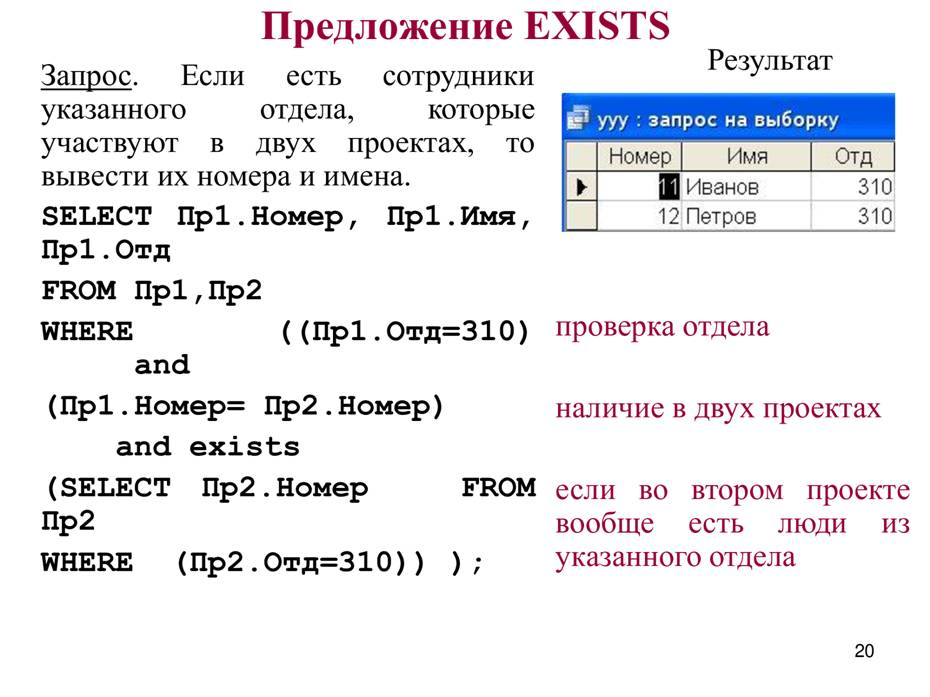 Предложение EXISTS
Запрос. Если есть сотрудники
указанного отдела, которые
участвуют в двух проектах, то
вывести их номера и имена.
SELECT Пр1.Номер, Пр1.Имя,
Пр1.Отд
FROM Пр1,Пр2
WHERE ((Пр1.Отд=310)
and
(Пр1.Номер= Пр2.Номер)
and exists
(SELECT Пр2.Номер FROM
Пр2
WHERE (Пр2.Отд=310)) );
Результат
yyy : запрос на выборку
Номер Имя Отд
11 Иванов 310
12 Петров 310
проверка отдела
наличие в двух проектах
если во втором проекте
вообще есть люди из
указанного отдела
20